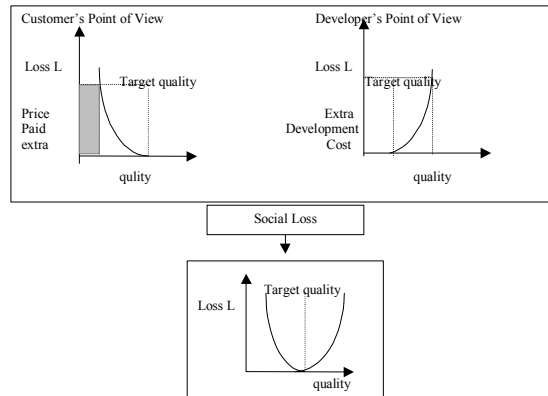 Customer's Point of View
Loss L
Target quality
Price
Paid
extra
qulity
Developer's Point of View
Loss L
Target quality
Extra
Development
Cost
quality
Social Loss
Target quality
Loss L
quality